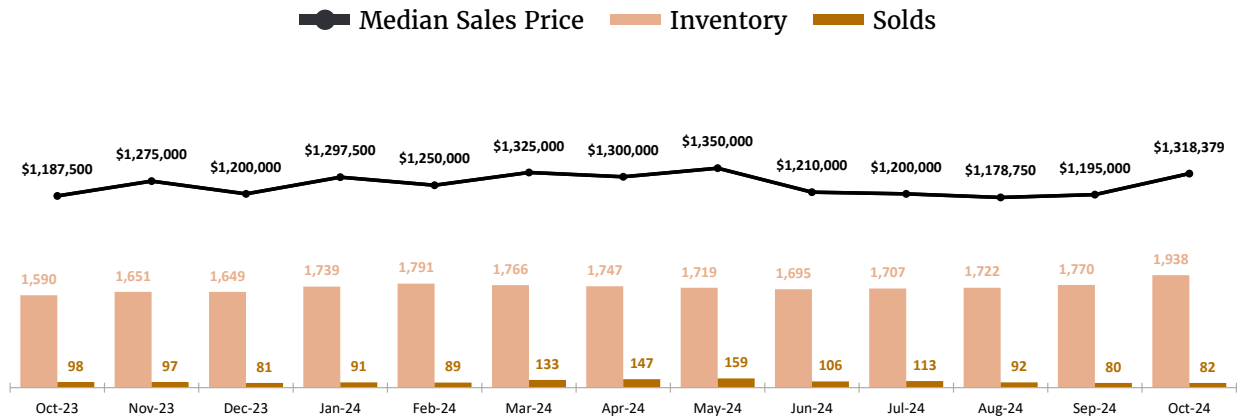 Median Sales Price Inventory Solds
$1,187,500 $1,275,000 $1,200,000 $1,297,500 $1,250,000 $1,325,000 $1,300,000 $1,350,000 $1,210,000 $1,200,000 $1,178,750 $1,195,000 $1,318,379
1,590 1,651 1,649 1,739 1,791 1,766 1,747 1,719 1,695 1,707 1,722 1,770 1,938
98 97 81 91 89 133 147 159 106 113 92 80 82
Oct-23 Nov-23 Dec-23 Jan-24 Feb-24 Mar-24 Apr-24 May-24 Jun-24 Jul-24 Aug-24 Sep-24 Oct-24